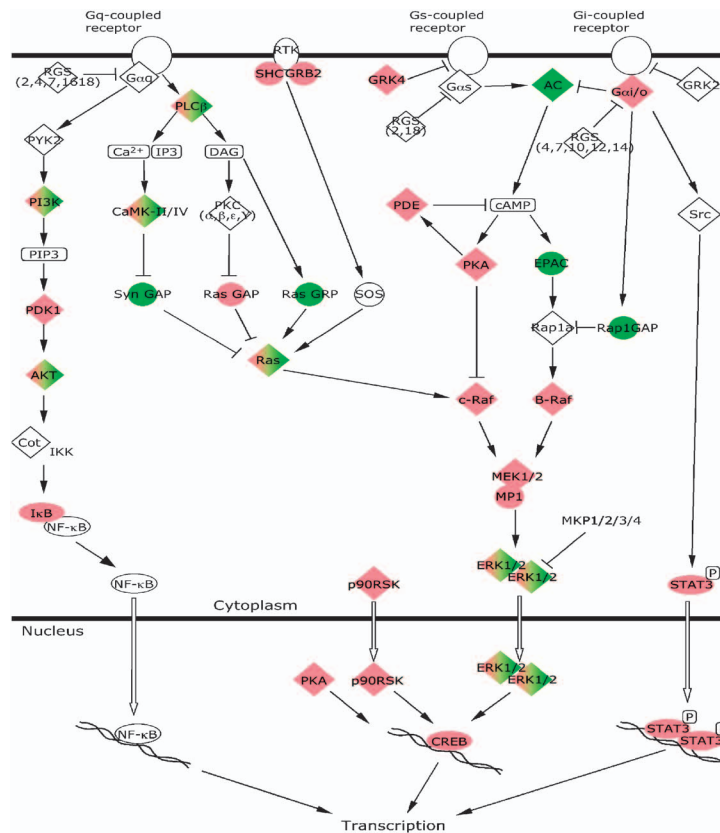 Gq-coupled
receptor
Gs-coupled
receptor
Gi-coupled
receptor
RTK
SHC
GRB2
RGS
(2,4,7,1618)
Gαq
GRK4
Gαs
AC
Gαi/o
GRK2
PLCβ
RGS
(2,18)
RGS
(4,7,10,12,14)
PYK2
Ca2+
IP3
DAG
PI3K
CaMK-II/IV
PKC
(α,β,ε,γ)
PDE
cAMP
Src
PIP3
PKA
EPAC
PDK1
Syn GAP
Ras GAP
Ras GRP
SOS
Rap1a
Rap1GAP
AKT
Ras
c-Raf
B-Raf
Cot
IKK
MEK1/2
MP1
IκB
NF-κB
MKP1/2/3/4
ERK1/2
ERK1/2
NF-κB
p90RSK
STAT3
P
Cytoplasm
Nucleus
PKA
p90RSK
ERK1/2
ERK1/2
NF-κB
CREB
P
STAT3
STAT3
Transcription